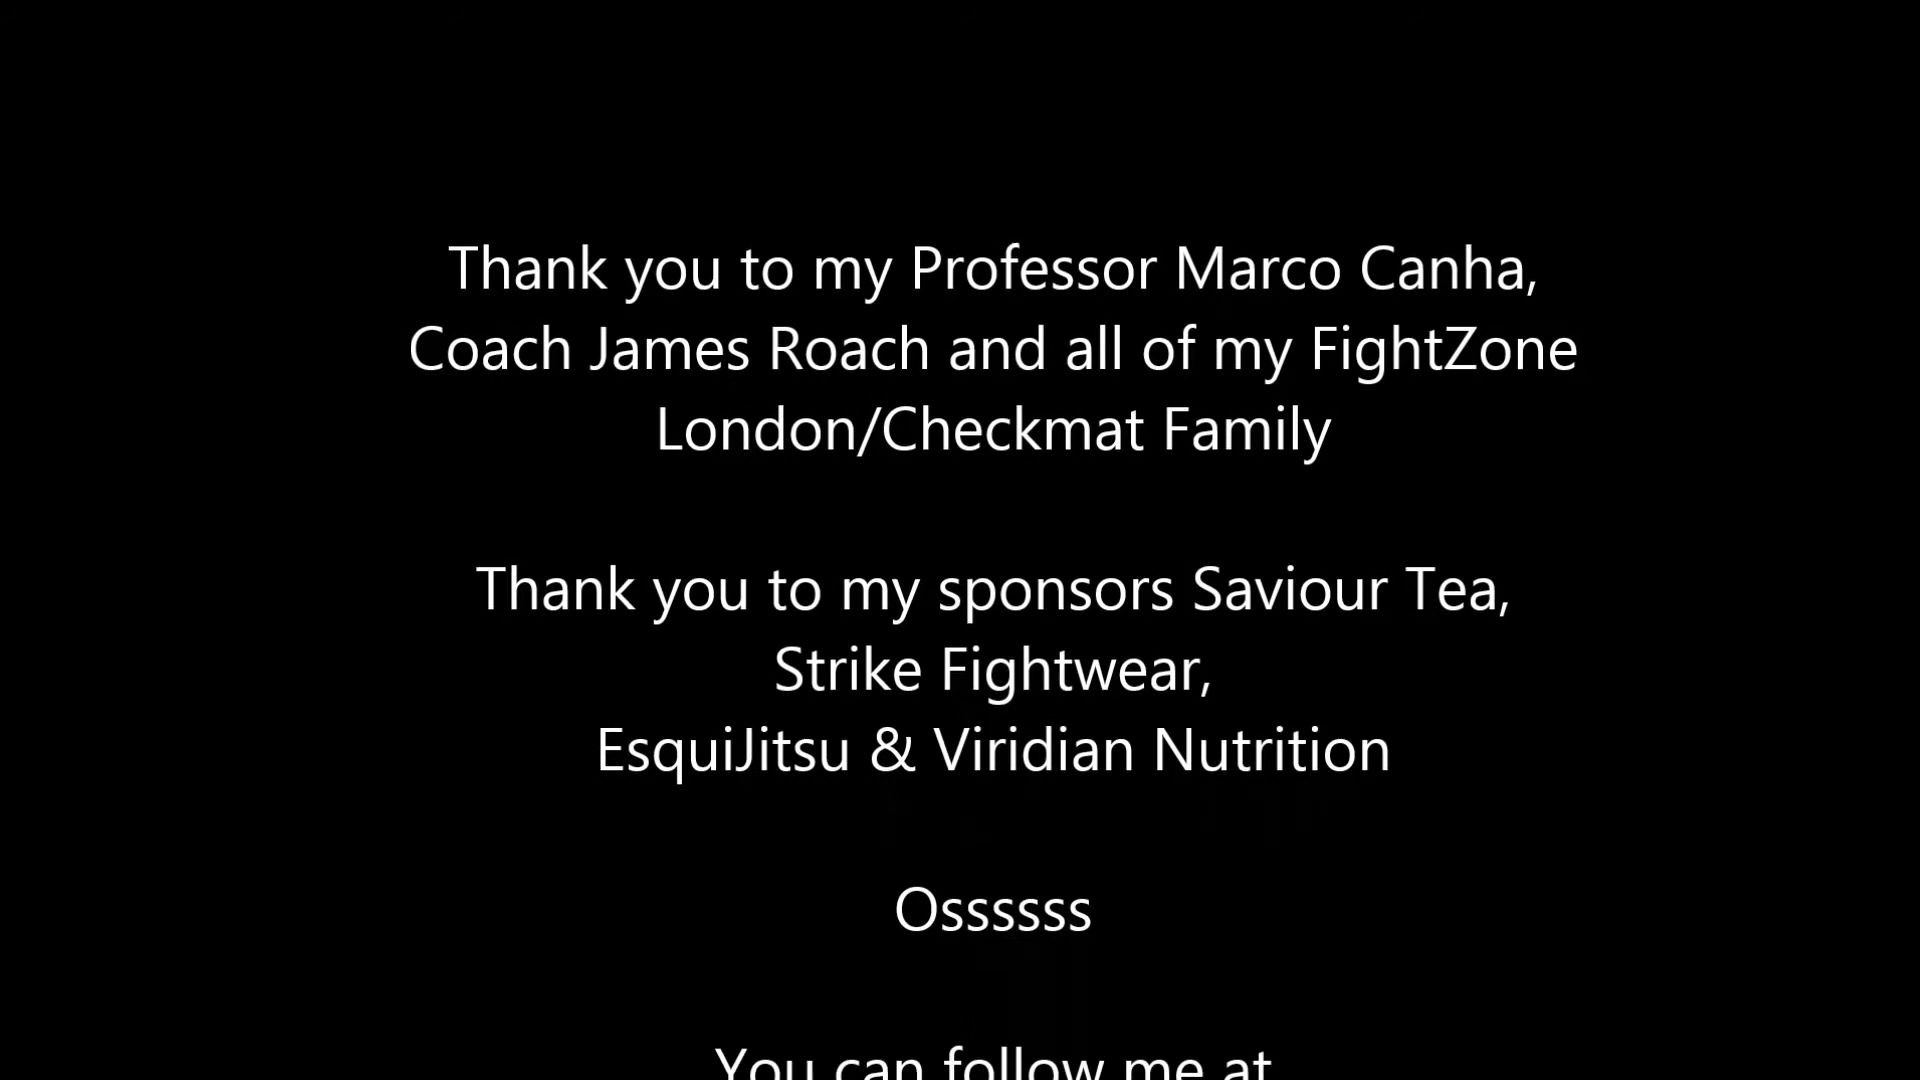 Thank you to my Professor Marco Canha,
Coach James Roach and all of my FightZone
London/Checkmat Family
Thank you to my sponsors Saviour Tea,
Strike Fightwear,
EsquiJitsu & Viridian Nutrition
Ossssss
You can follow me at